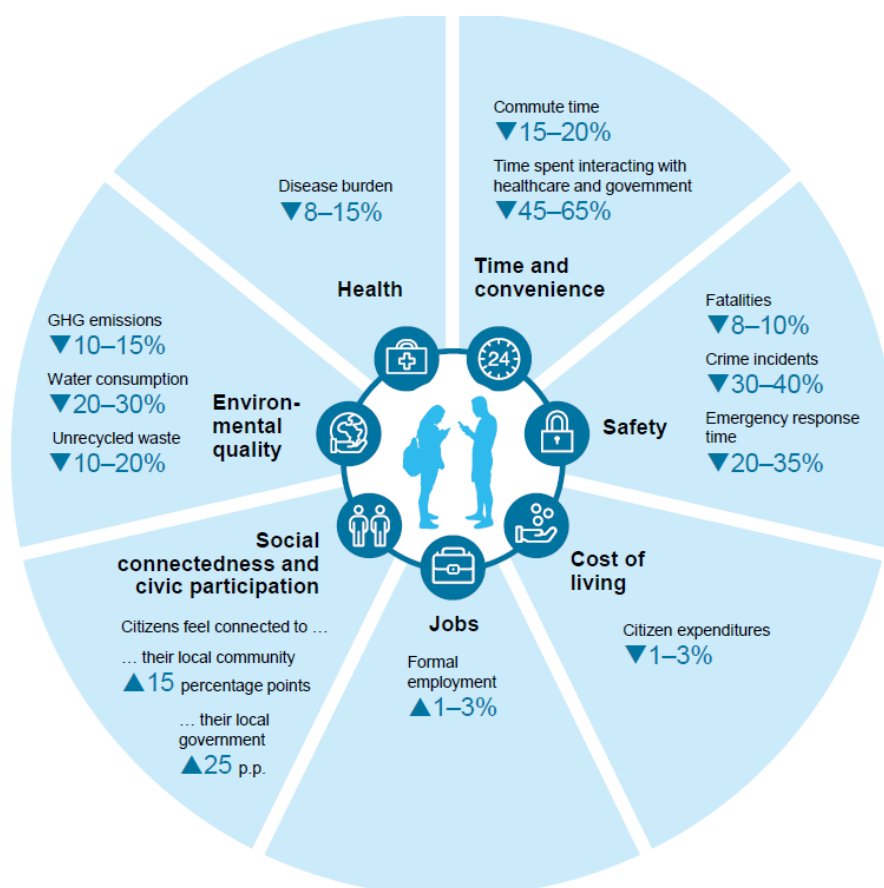 Commute time
▼15–20%
Time spent interacting with
healthcare and government
▼45–65%
Time and
convenience
Fatalities
▼8–10%
Crime incidents
▼30–40%
Emergency response
time
▼20–35%
Safety
Cost of
living
Citizen expenditures
▼1–3%
Jobs
Formal
employment
▲1–3%
Social
connectedness and
civic participation
Citizens feel connected to …
… their local community
▲15 percentage points
… their local
government
▲25 p.p.
GHG emissions
▼10–15%
Water consumption
▼20–30%
Unrecycled waste
▼10–20%
Environ-
mental
quality
Disease burden
▼8–15%
Health
24